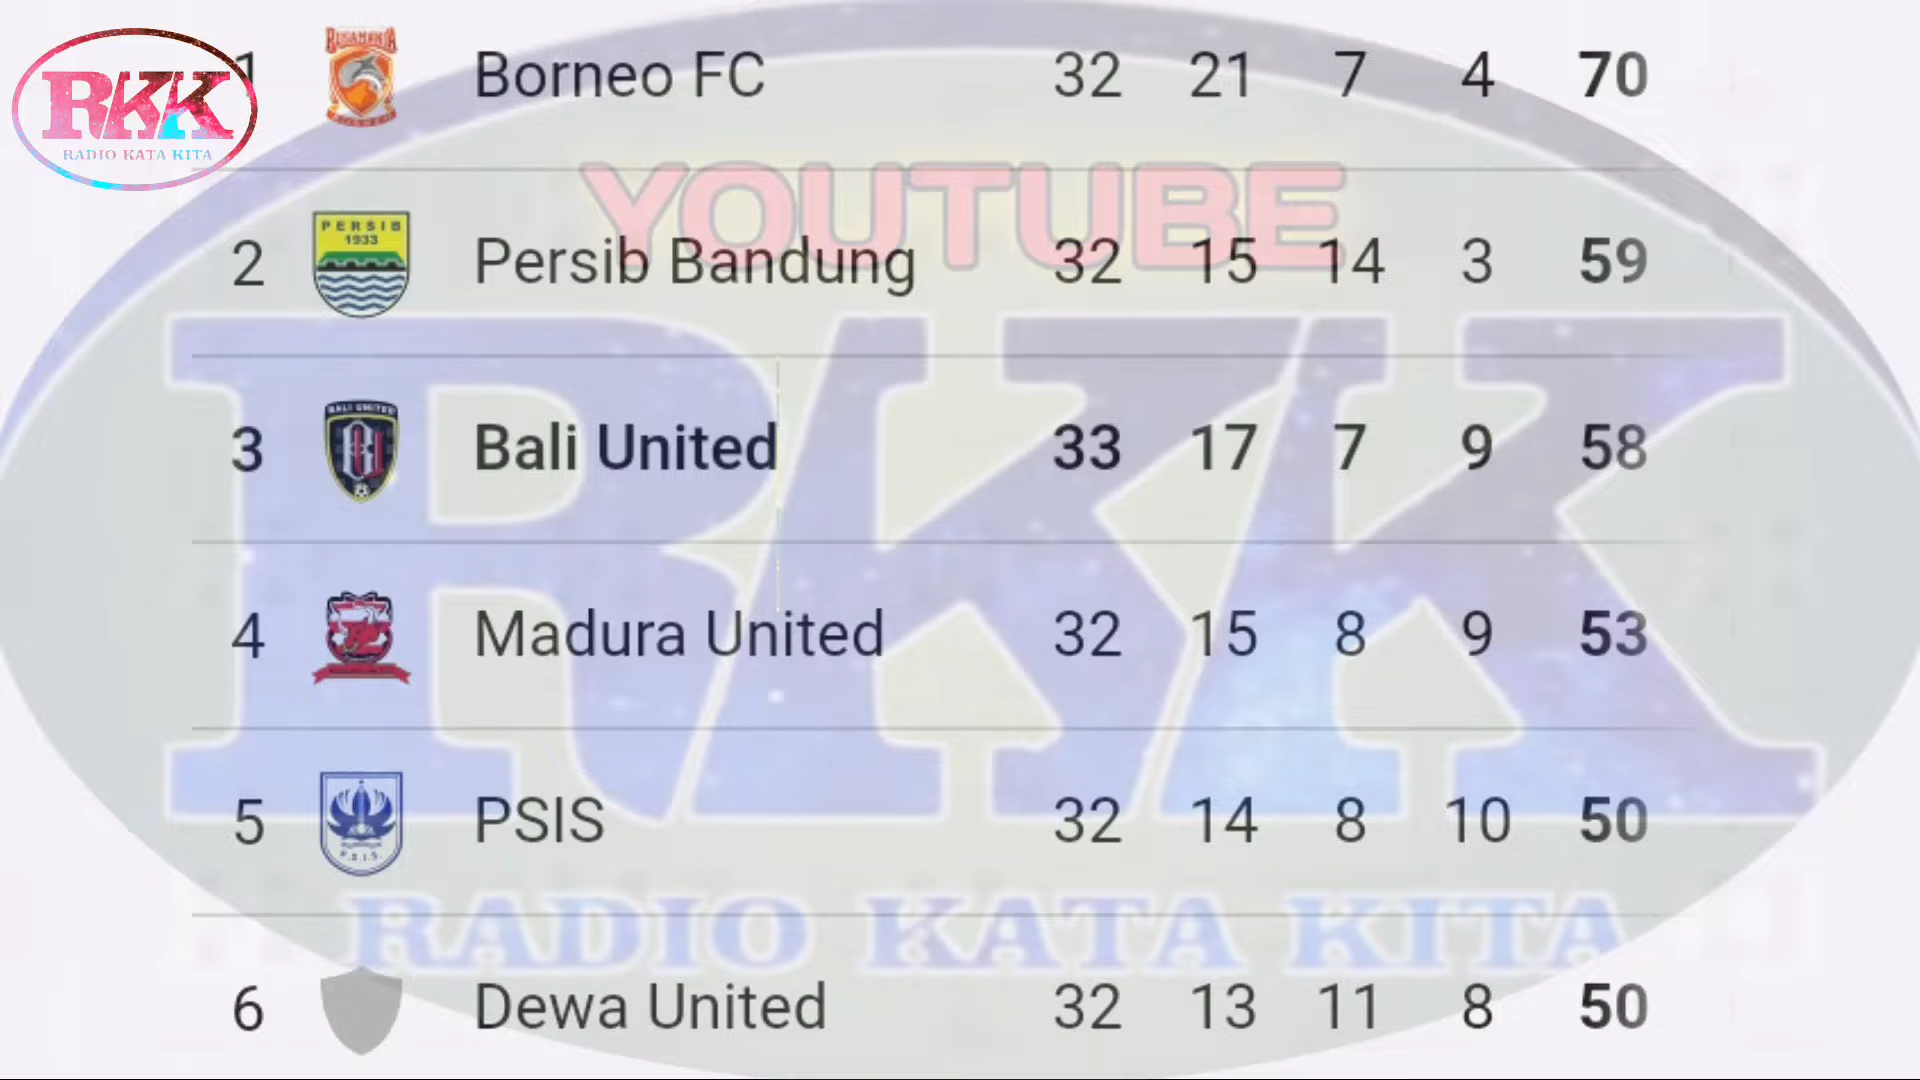 RKK
RADIO KATA KITA
1 Borneo FC 32 21 7 4 70
YOUTUBE
PERSIB
1933
2 Persib Bandung 32 15 14 3 59
RKK
BALI UNITED
3 Bali United 33 17 7 9 58
4 Madura United 32 15 8 9 53
5 PSIS 32 14 8 10 50
P.S.I.S.
RADIO KATA KITA
6 Dewa United 32 13 11 8 50